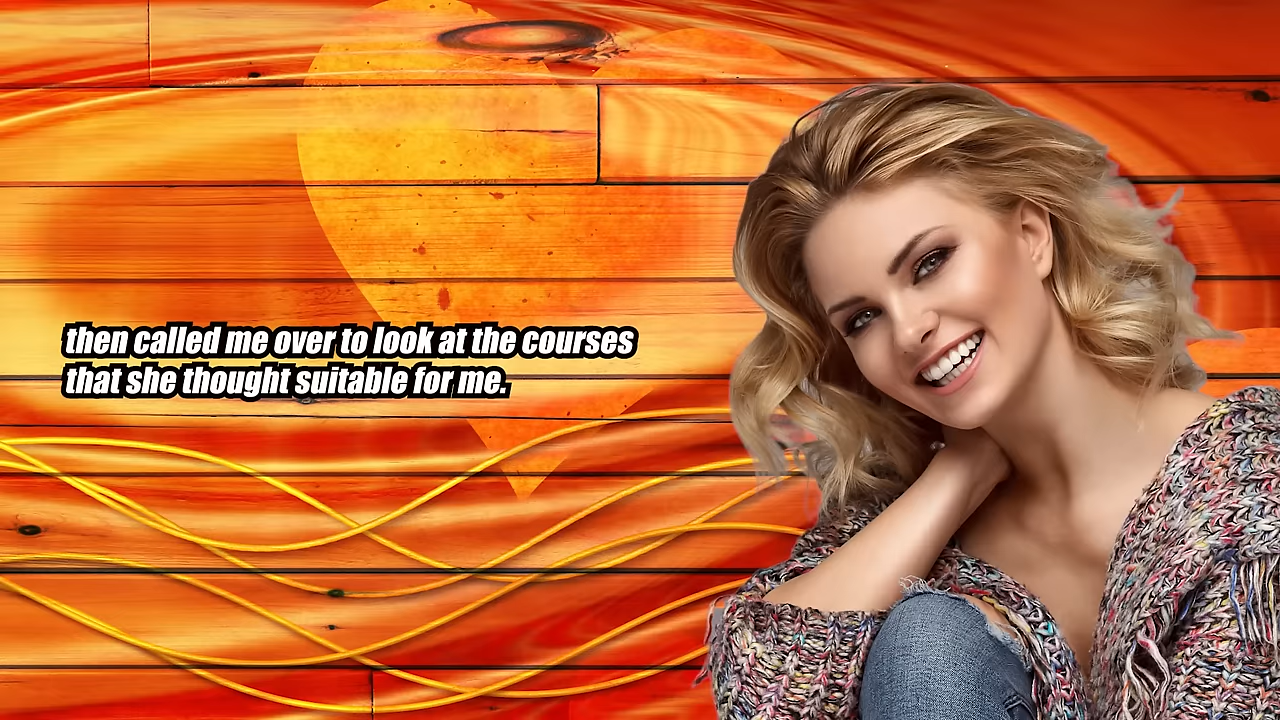 then called me over to look at the courses
that she thought suitable for me.